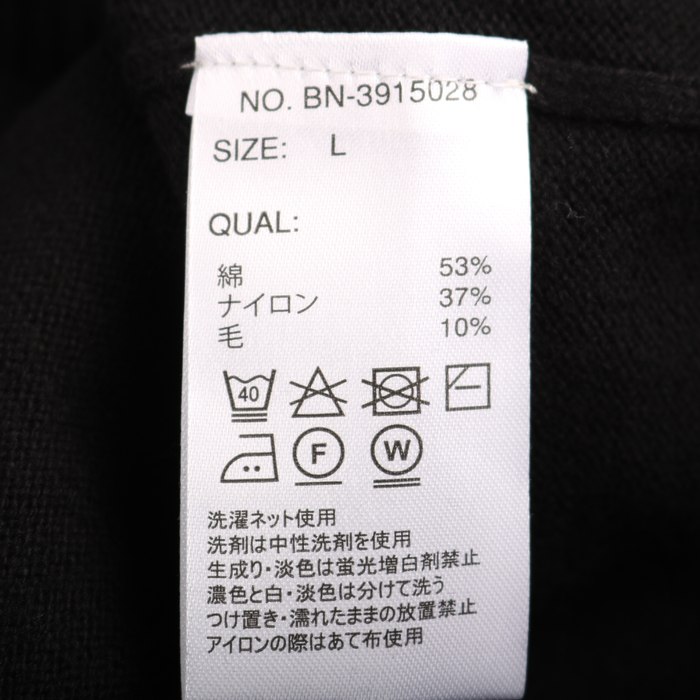 NO. BN-3915028
SIZE: L
QUAL:
綿 53%
ナイロン 37%
毛 10%
40
F W
洗濯ネット使用
洗剤は中性洗剤を使用
生成り・淡色は蛍光増白剤禁止
濃色と白・淡色は分けて洗う
つけ置き・濡れたままの放置禁止
アイロンの際はあて布使用